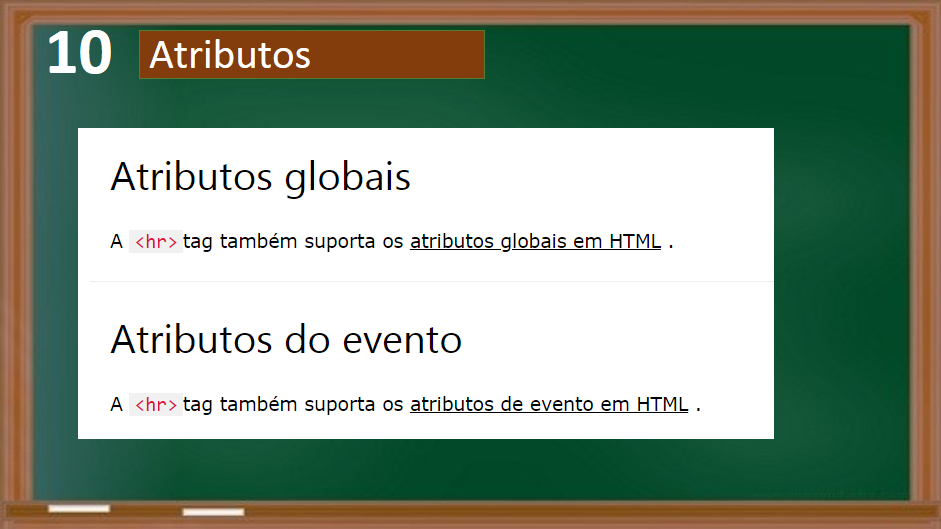 10 Atributos
Atributos globais
A <hr> tag também suporta os atributos globais em HTML .
Atributos do evento
A <hr> tag também suporta os atributos de evento em HTML .